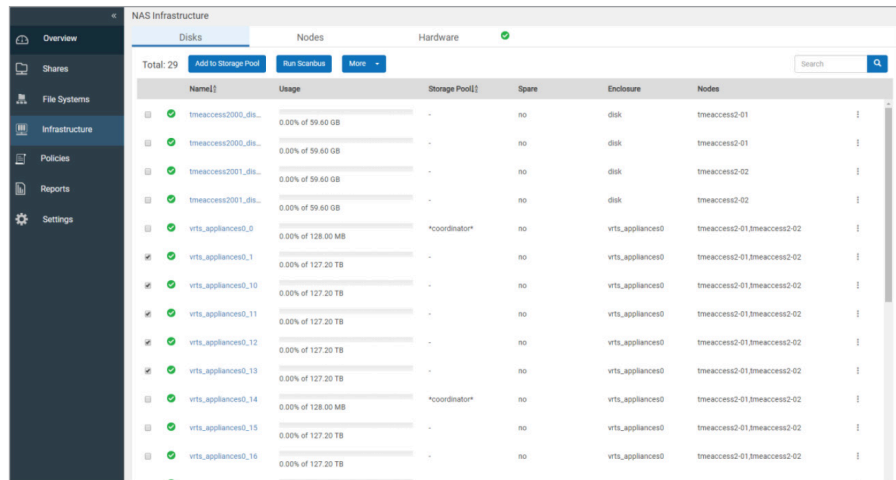 «
NAS Infrastructure
Overview
Shares
File Systems
Infrastructure
Policies
Reports
Settings
Disks Nodes Hardware
Total: 29 Add to Storage Pool Run Scanbus More Search
Name Usage Storage Pool Spare Enclosure Nodes
tmeaccess2000_dis... 0.00% of 59.60 GB - no disk tmeaccess2-01
tmeaccess2000_dis... 0.00% of 59.60 GB - no disk tmeaccess2-01
tmeaccess2001_dis... 0.00% of 59.60 GB - no disk tmeaccess2-02
tmeaccess2001_dis... 0.00% of 59.60 GB - no disk tmeaccess2-02
vrts_appliances0_0 0.00% of 128.00 MB *coordinator* no vrts_appliances0 tmeaccess2-01,tmeaccess2-02
vrts_appliances0_1 0.00% of 127.20 TB - no vrts_appliances0 tmeaccess2-01,tmeaccess2-02
vrts_appliances0_10 0.00% of 127.20 TB - no vrts_appliances0 tmeaccess2-01,tmeaccess2-02
vrts_appliances0_11 0.00% of 127.20 TB - no vrts_appliances0 tmeaccess2-01,tmeaccess2-02
vrts_appliances0_12 0.00% of 127.20 TB - no vrts_appliances0 tmeaccess2-01,tmeaccess2-02
vrts_appliances0_13 0.00% of 127.20 TB - no vrts_appliances0 tmeaccess2-01,tmeaccess2-02
vrts_appliances0_14 0.00% of 128.00 MB *coordinator* no vrts_appliances0 tmeaccess2-01,tmeaccess2-02
vrts_appliances0_15 0.00% of 127.20 TB - no vrts_appliances0 tmeaccess2-01,tmeaccess2-02
vrts_appliances0_16 0.00% of 127.20 TB - no vrts_appliances0 tmeaccess2-01,tmeaccess2-02